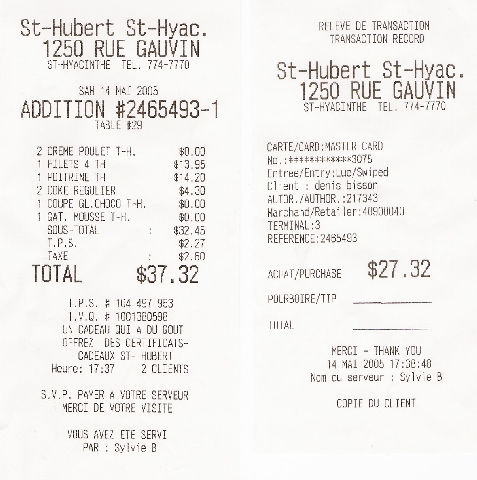 St-Hubert St-Hyac.
1250 RUE GAUVIN
ST-HYACINTHE TEL. 774-7770
SAM 14 MAI 2005
ADDITION #2465493-1
TABLE #29
2 CREME POULET T-H. $0.00
1 FILETS 4 TH $13.95
1 POITRINE TH $14.20
2 COKE REGULIER $4.30
1 COUPE GL.CHOCO T-H. $0.00
1 GAT. MOUSSE T-H. $0.00
SOUS-TOTAL : $32.45
T.P.S. : $2.27
TAXE : $2.60
TOTAL $37.32
T.P.S. # 104 497 953
T.V.Q. # 1001380598
UN CADEAU QUI A DU GOUT
OFFREZ DES CERTIFICATS-
CADEAUX ST- HUBERT
Heure: 17:37 2 CLIENTS
S.V.P. PAYER A VOTRE SERVEUR
MERCI DE VOTRE VISITE
VOUS AVEZ ETE SERVI
PAR : Sylvie B
RELEVE DE TRANSACTION
TRANSACTION RECORD
St-Hubert St-Hyac.
1250 RUE GAUVIN
ST-HYACINTHE TEL. 774-7770
CARTE/CARD:MASTER CARD
No.:************3075
Entree/Entry:Lue/Swiped
Client : denis bisson
AUTOR./AUTHOR.:217343
Marchand/Retailer:40900043
TERMINAL:3
REFERENCE:2465493
ACHAT/PURCHASE $27.32
POURBOIRE/TIP
TOTAL
MERCI - THANK YOU
14 MAI 2005 17:38:48
Nom du serveur : Sylvie B
COPIE DU CLIENT